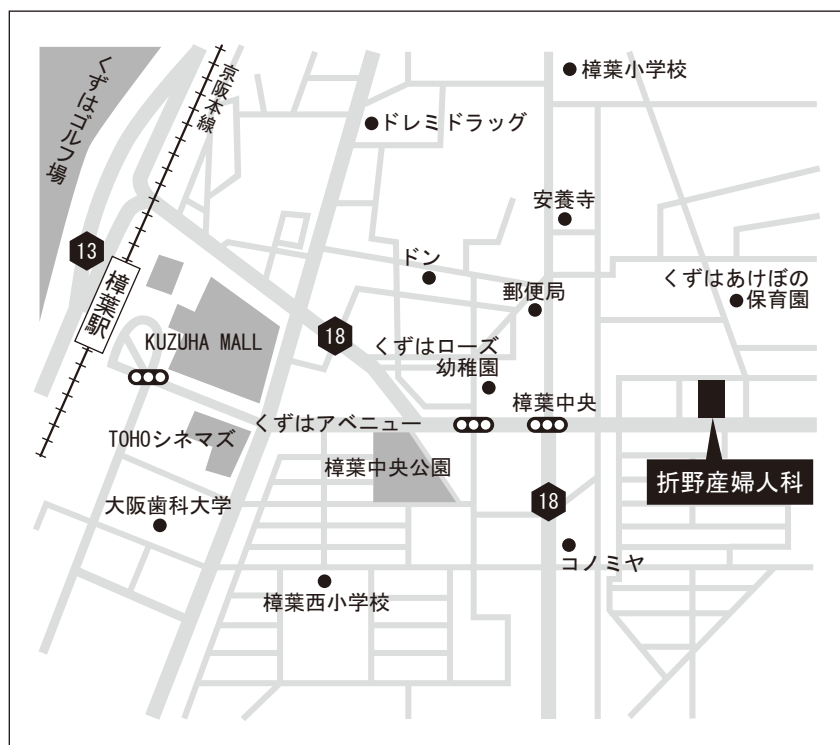 樟葉小学校
くずはゴルフ場
京阪本線
ドレミドラッグ
安養寺
13
ドン
くずはあけぼの
保育園
樟葉駅
郵便局
KUZUHA MALL
18
くずはローズ
幼稚園
樟葉中央
くずはアベニュー
TOHOシネマズ
樟葉中央公園
折野産婦人科
大阪歯科大学
18
コノミヤ
樟葉西小学校